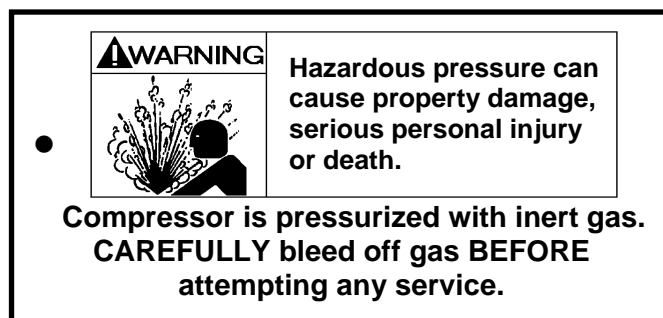 WARNING
Hazardous pressure can
cause property damage,
serious personal injury
or death.
Compressor is pressurized with inert gas.
CAREFULLY bleed off gas BEFORE
attempting any service.